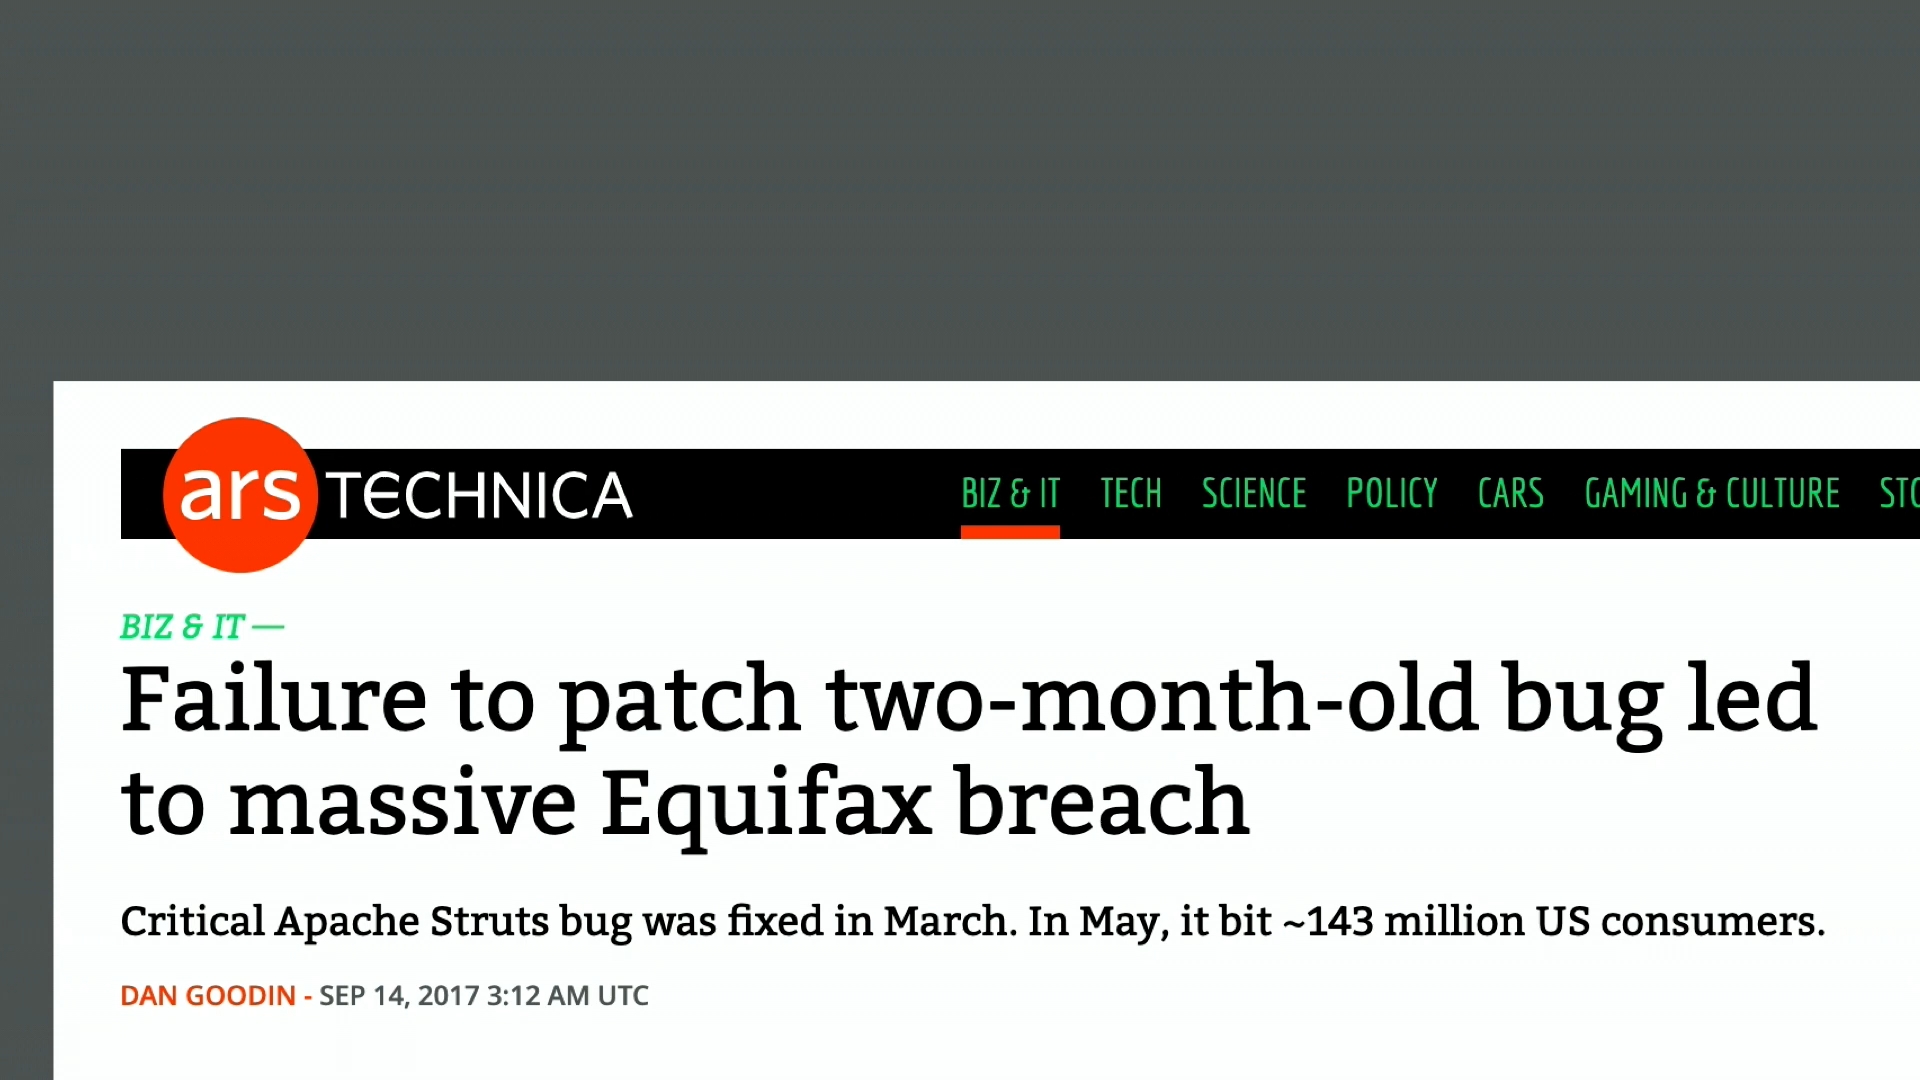 ars TECHNICA
BIZ & IT TECH SCIENCE POLICY CARS GAMING & CULTURE
BIZ & IT —
Failure to patch two-month-old bug led
to massive Equifax breach
Critical Apache Struts bug was fixed in March. In May, it bit ~143 million US consumers.
DAN GOODIN - SEP 14, 2017 3:12 AM UTC